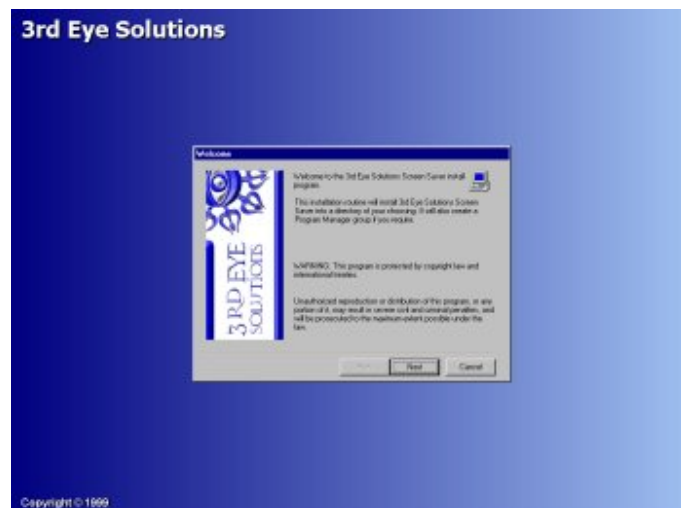 3rd Eye Solutions
Welcome
Welcome to the 3rd Eye Solutions Screen Saver install
program.
This installation routine will install 3rd Eye Solutions Screen
Saver into a directory of your choosing. It will also create a
Program Manager group if you require.
3 RD EYE
SOLUTIONS
WARNING: This program is protected by copyright law and
international treaties.
Unauthorized reproduction or distribution of this program, or any
portion of it, may result in severe civil and criminal penalties, and
will be prosecuted to the maximum extent possible under the
law.
Next
Cancel
Copyright © 1999